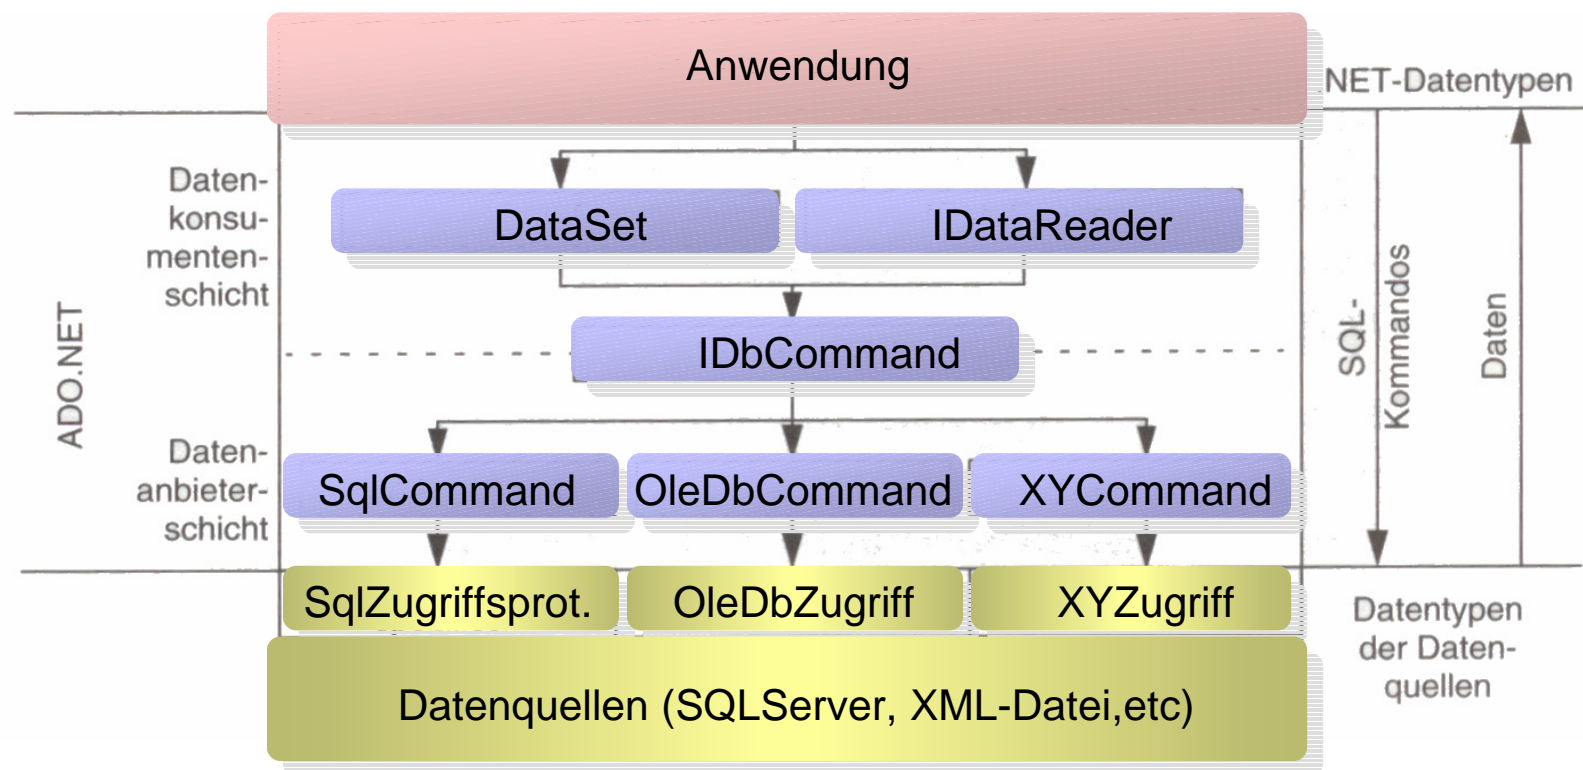 Anwendung
NET-Datentypen
Daten-
konsu-
menten-
schicht
DataSet
IDataReader
ADO.NET
IDbCommand
SQL-
Kommandos
Daten
Daten-
anbieter-
schicht
SqlCommand
OleDbCommand
XYCommand
SqlZugriffsprot.
OleDbZugriff
XYZugriff
Datentypen
der Daten-
quellen
Datenquellen (SQLServer, XML-Datei,etc)